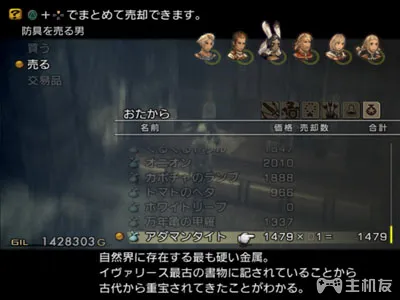 ＋でまとめて売却できます。
防具を売る男
買う
売る
交易品
おたから
名前 価格 売却数 合計
オニオン 2010
カボチャのランプ 1888
トマトのヘタ 966
ホワイトリーフ 0
万年亀の甲羅 1337
アダマンタイト 1479×01= 1479
GIL 1428303G
自然界に存在する最も硬い金属。
イヴァリース最古の書物に記されていることから
古代から重宝されてきたことがわかる。
主机友